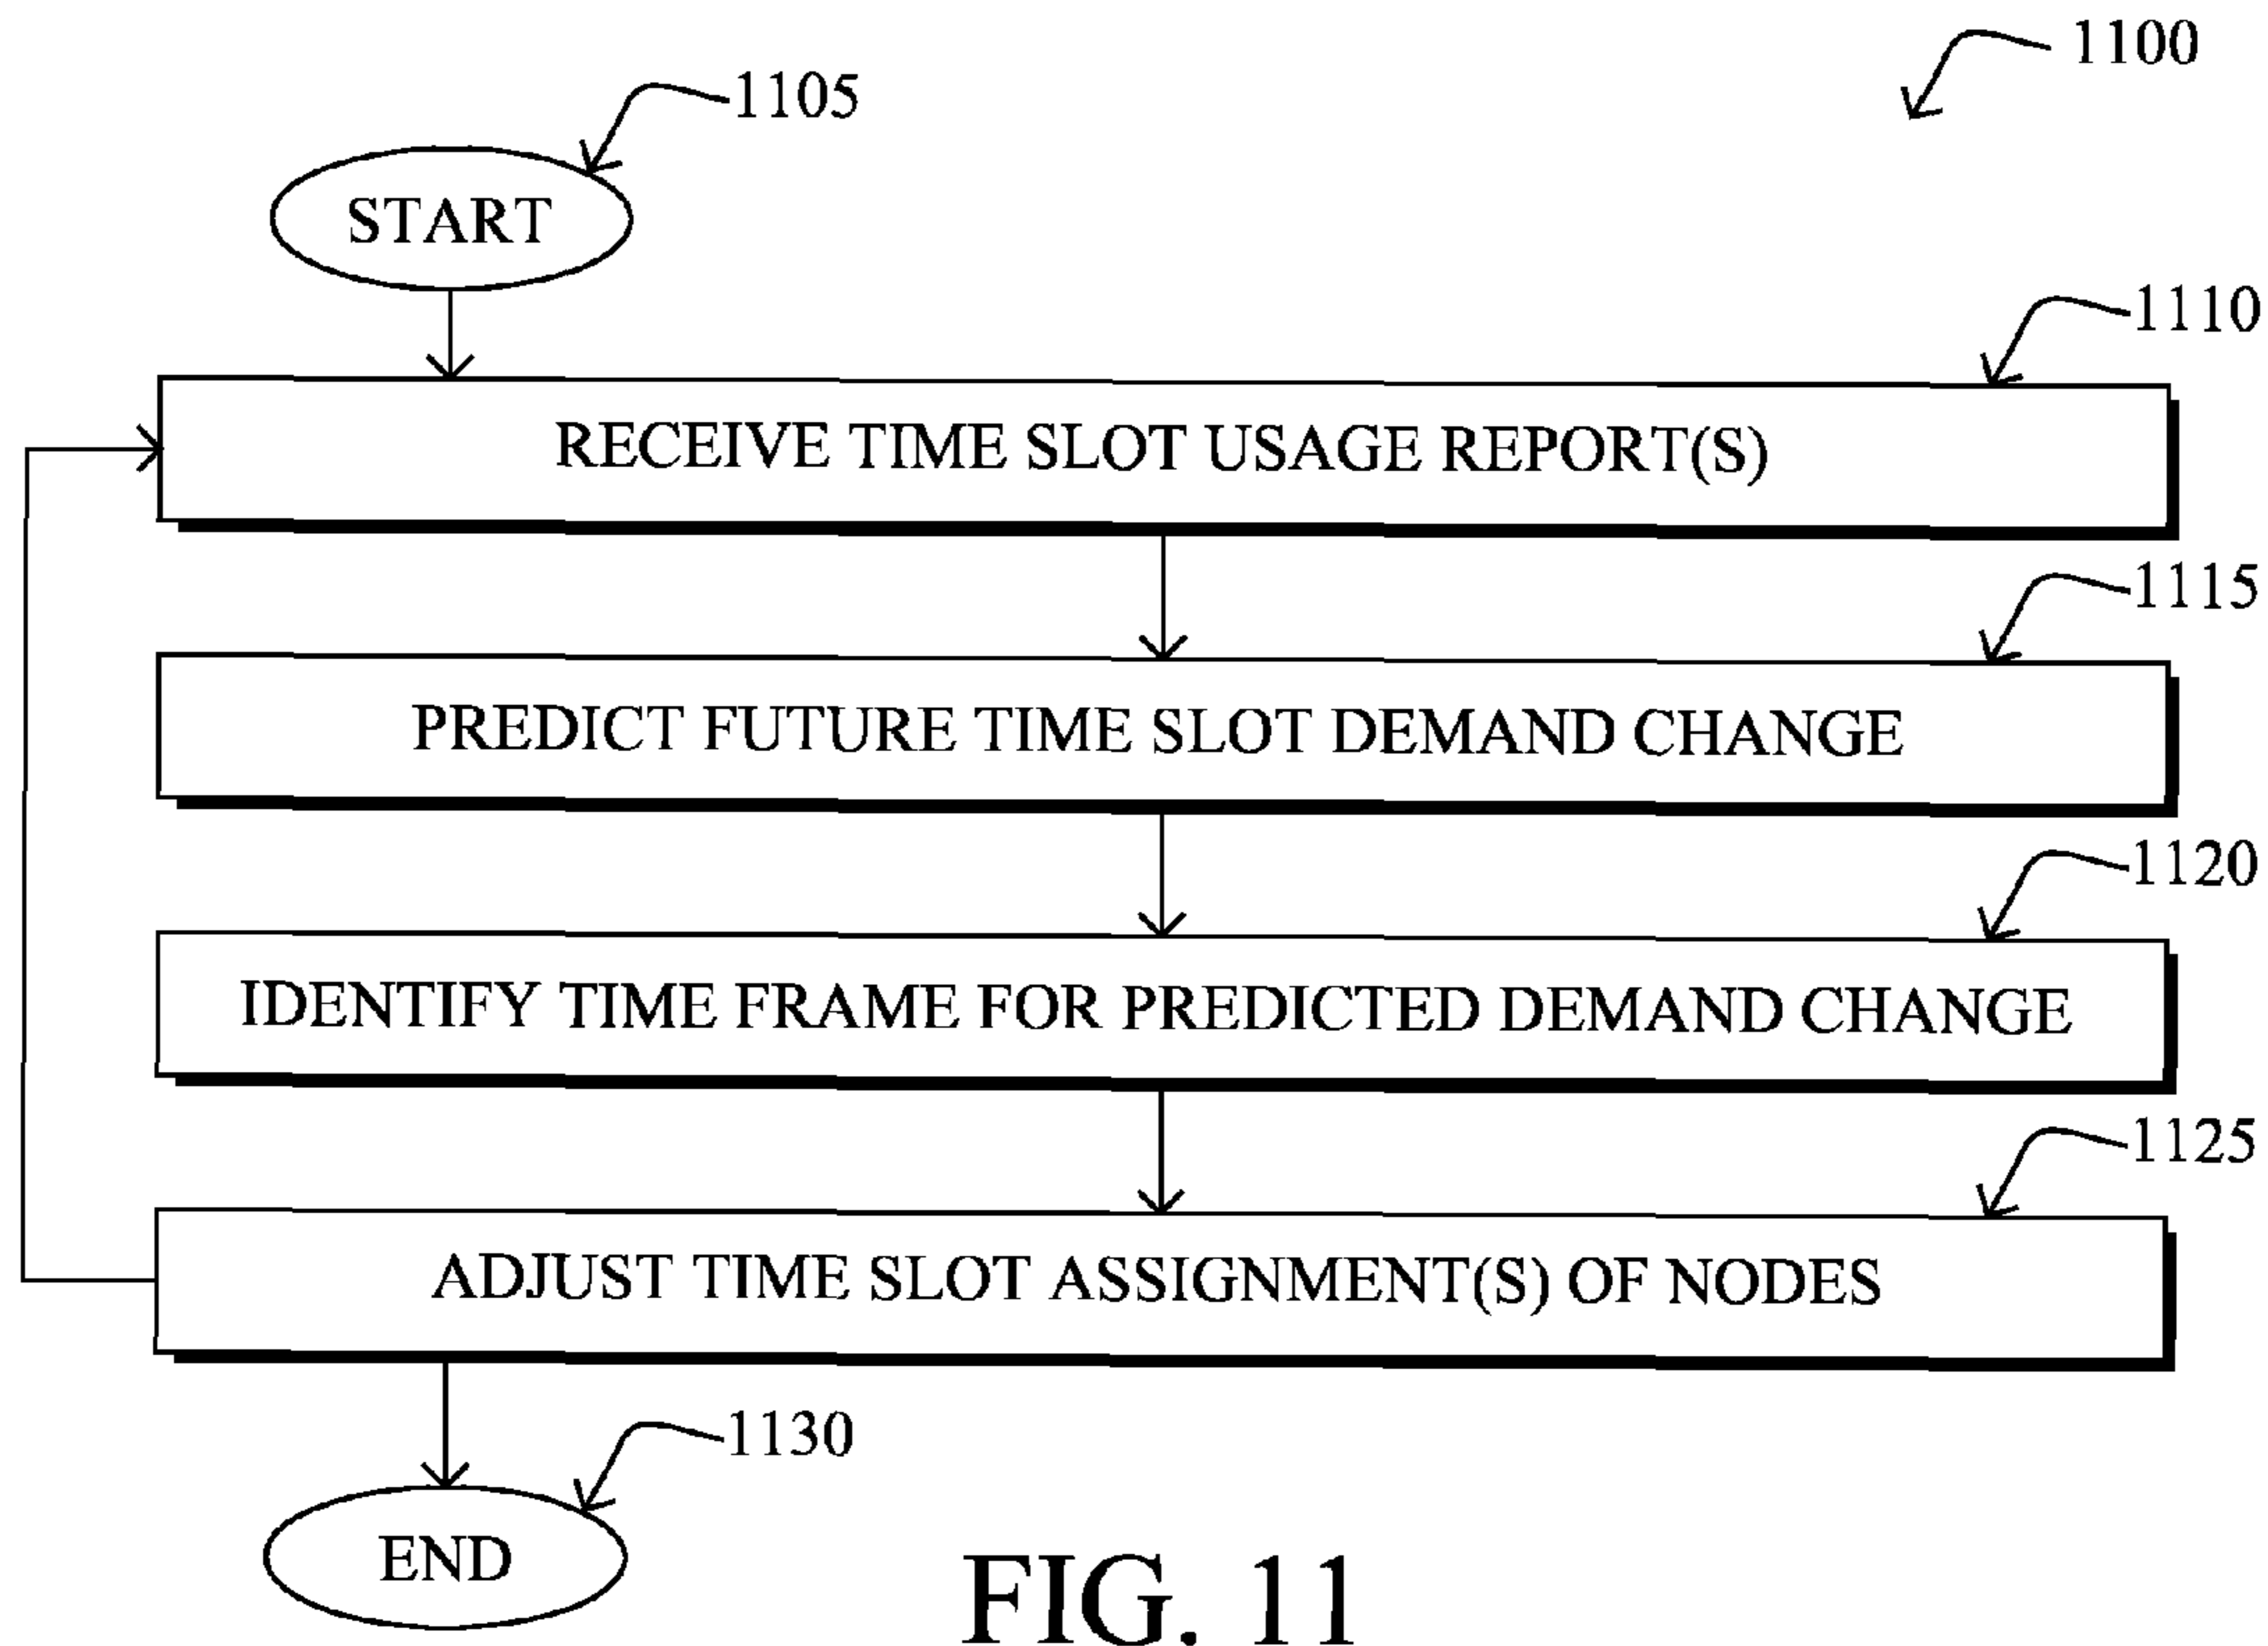 1100
1105
START
1110
RECEIVE TIME SLOT USAGE REPORT(S)
1115
PREDICT FUTURE TIME SLOT DEMAND CHANGE
1120
IDENTIFY TIME FRAME FOR PREDICTED DEMAND CHANGE
1125
ADJUST TIME SLOT ASSIGNMENT(S) OF NODES
1130
END
FIG. 11